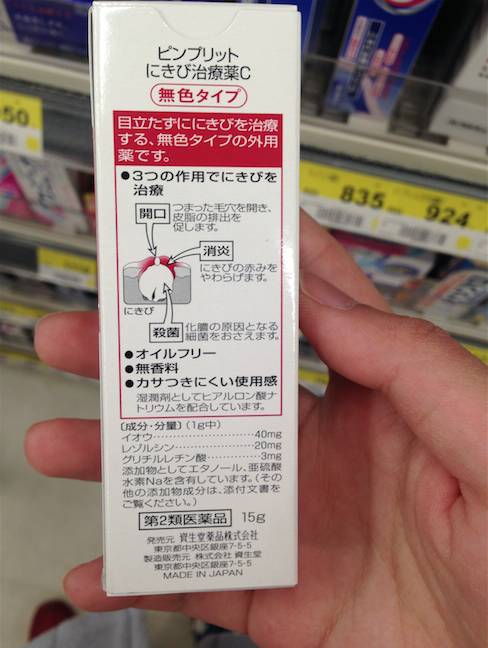 ピンプリット
にきび治療薬C
無色タイプ
目立たずににきびを治療
する、無色タイプの外用
薬です。
●3つの作用でにきびを
治療
開口
つまった毛穴を開き、
皮脂の排出を
促します。
消炎
にきびの赤みを
やわらげます。
にきび
殺菌
化膿の原因となる
細菌をおさえます。
●オイルフリー
●無香料
●カサつきにくい使用感
湿潤剤としてヒアルロン酸ナ
トリウムを配合しています。
〔成分・分量〕(1g中)
イオウ…………………………40mg
レゾルシン……………………20mg
グリチルレチン酸……………3mg
添加物としてエタノール、亜硫酸
水素Naを含有しています。(その
他の添加物成分は、添付文書を
ご覧ください。)
第2類医薬品 15g
発売元 資生堂薬品株式会社
東京都中央区銀座7-5-5
製造販売元 株式会社 資生堂
東京都中央区銀座7-5-5
MADE IN JAPAN
50
835
924